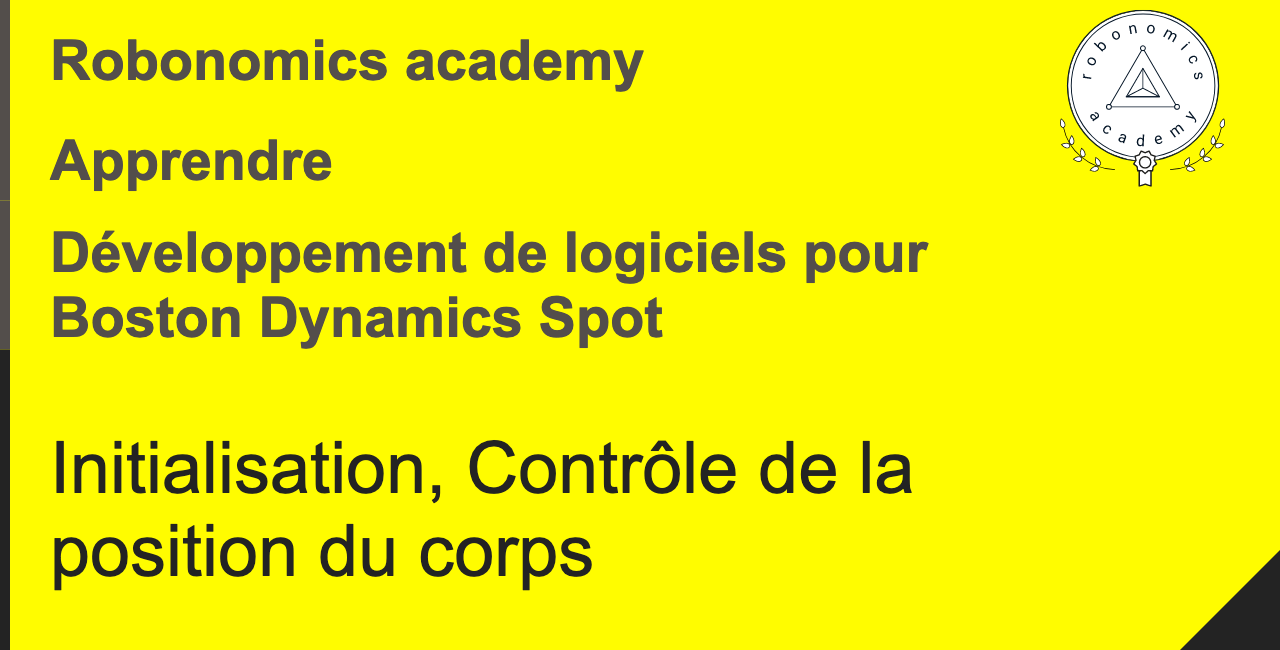 Robonomics academy
robonomics
academy
Apprendre
Développement de logiciels pour
Boston Dynamics Spot
Initialisation, Contrôle de la
position du corps